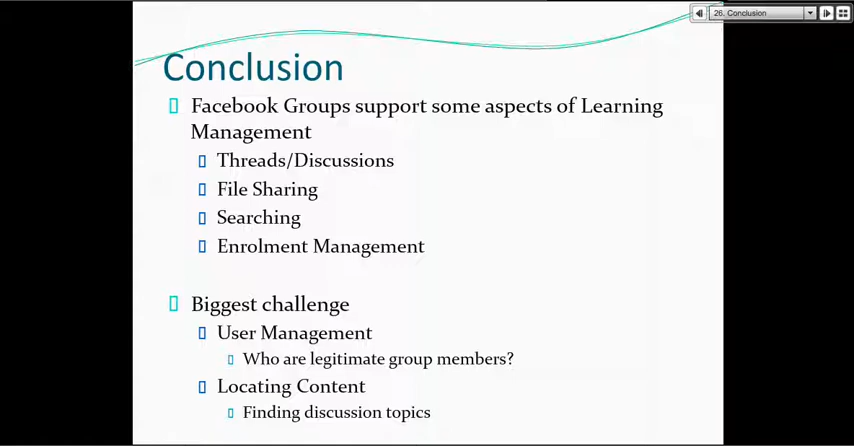 26. Conclusion
Conclusion
Facebook Groups support some aspects of Learning
Management
Threads/Discussions
File Sharing
Searching
Enrolment Management
Biggest challenge
User Management
Who are legitimate group members?
Locating Content
Finding discussion topics